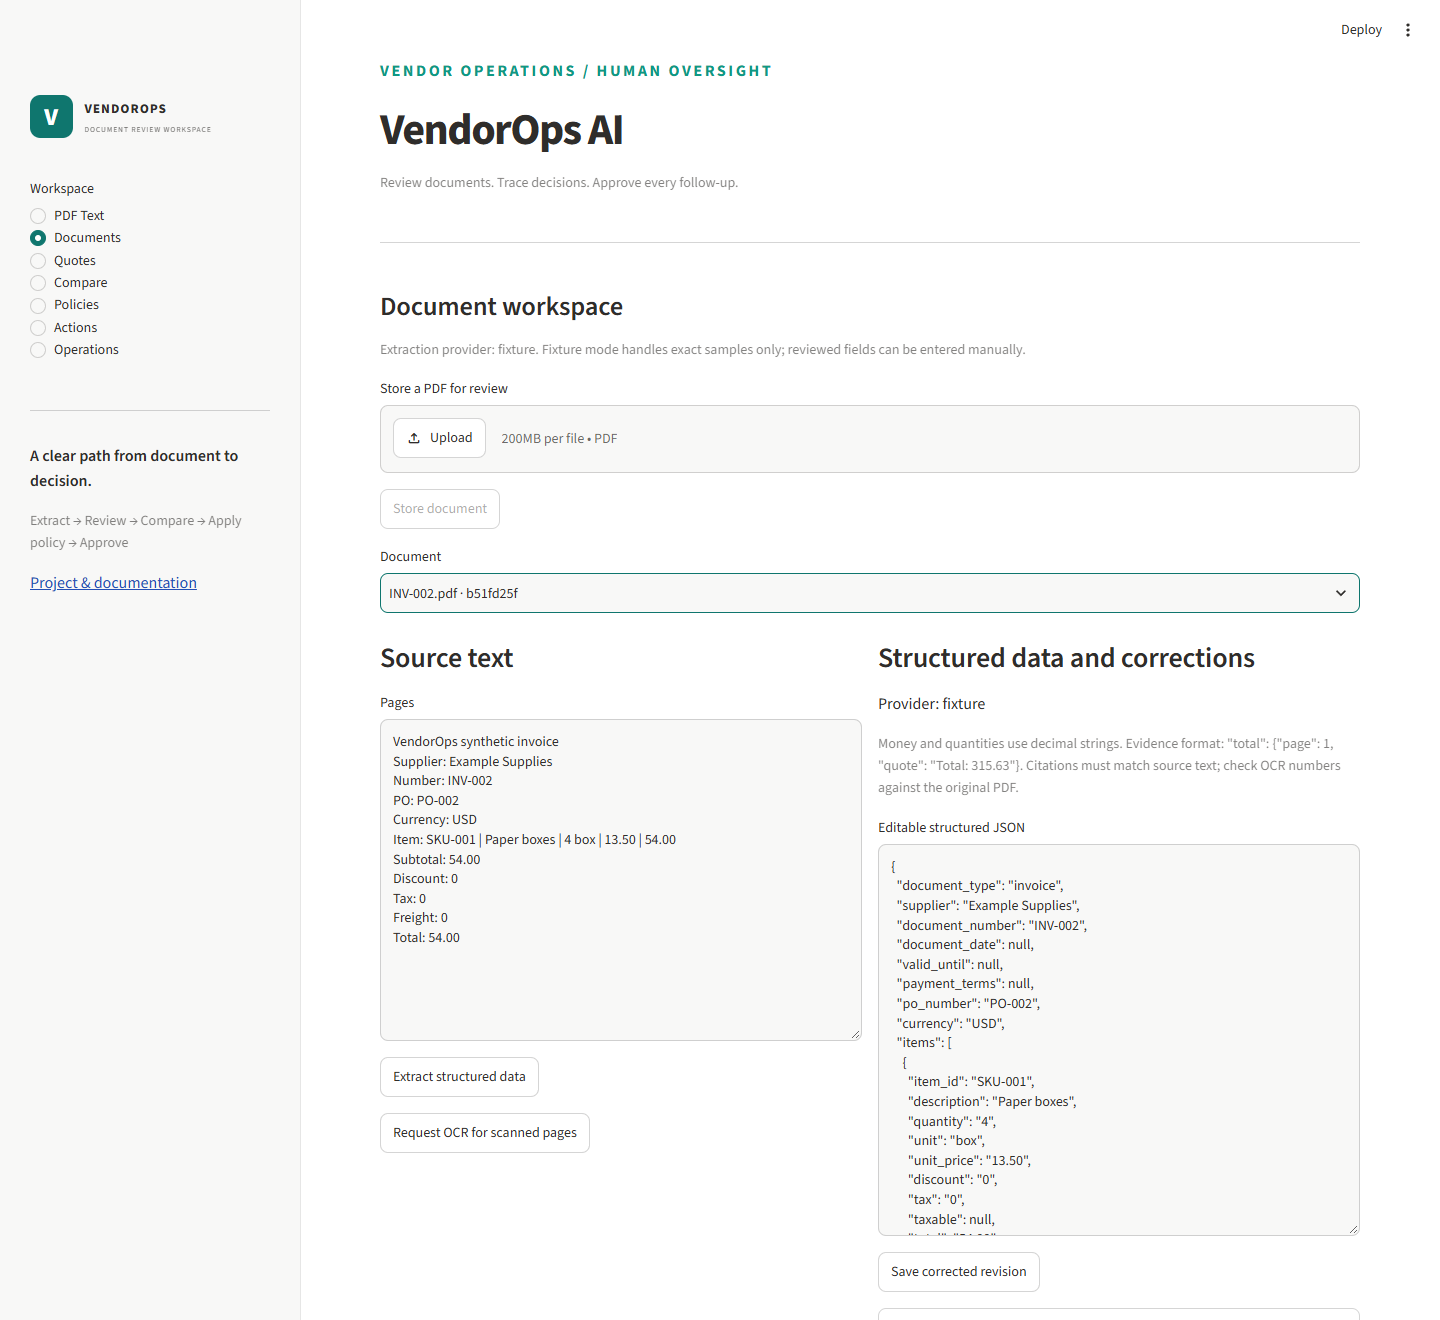 Deploy
V
VENDOROPS
DOCUMENT REVIEW WORKSPACE
Workspace
PDF Text
Documents
Quotes
Compare
Policies
Actions
Operations
A clear path from document to
decision.
Extract → Review → Compare → Apply
policy → Approve
Project & documentation
VENDOR OPERATIONS / HUMAN OVERSIGHT
VendorOps AI
Review documents. Trace decisions. Approve every follow-up.
Document workspace
Extraction provider: fixture. Fixture mode handles exact samples only; reviewed fields can be entered manually.
Store a PDF for review
Upload
200MB per file • PDF
Store document
Document
INV-002.pdf · b51fd25f
Source text
Pages
VendorOps synthetic invoice
Supplier: Example Supplies
Number: INV-002
PO: PO-002
Currency: USD
Item: SKU-001 | Paper boxes | 4 box | 13.50 | 54.00
Subtotal: 54.00
Discount: 0
Tax: 0
Freight: 0
Total: 54.00
Extract structured data
Request OCR for scanned pages
Structured data and corrections
Provider: fixture
Money and quantities use decimal strings. Evidence format: "total": {"page": 1,
"quote": "Total: 315.63"}. Citations must match source text; check OCR numbers
against the original PDF.
Editable structured JSON
{
"document_type": "invoice",
"supplier": "Example Supplies",
"document_number": "INV-002",
"document_date": null,
"valid_until": null,
"payment_terms": null,
"po_number": "PO-002",
"currency": "USD",
"items": [
{
"item_id": "SKU-001",
"description": "Paper boxes",
"quantity": "4",
"unit": "box",
"unit_price": "13.50",
"discount": "0",
"tax": "0",
"taxable": null,
Save corrected revision